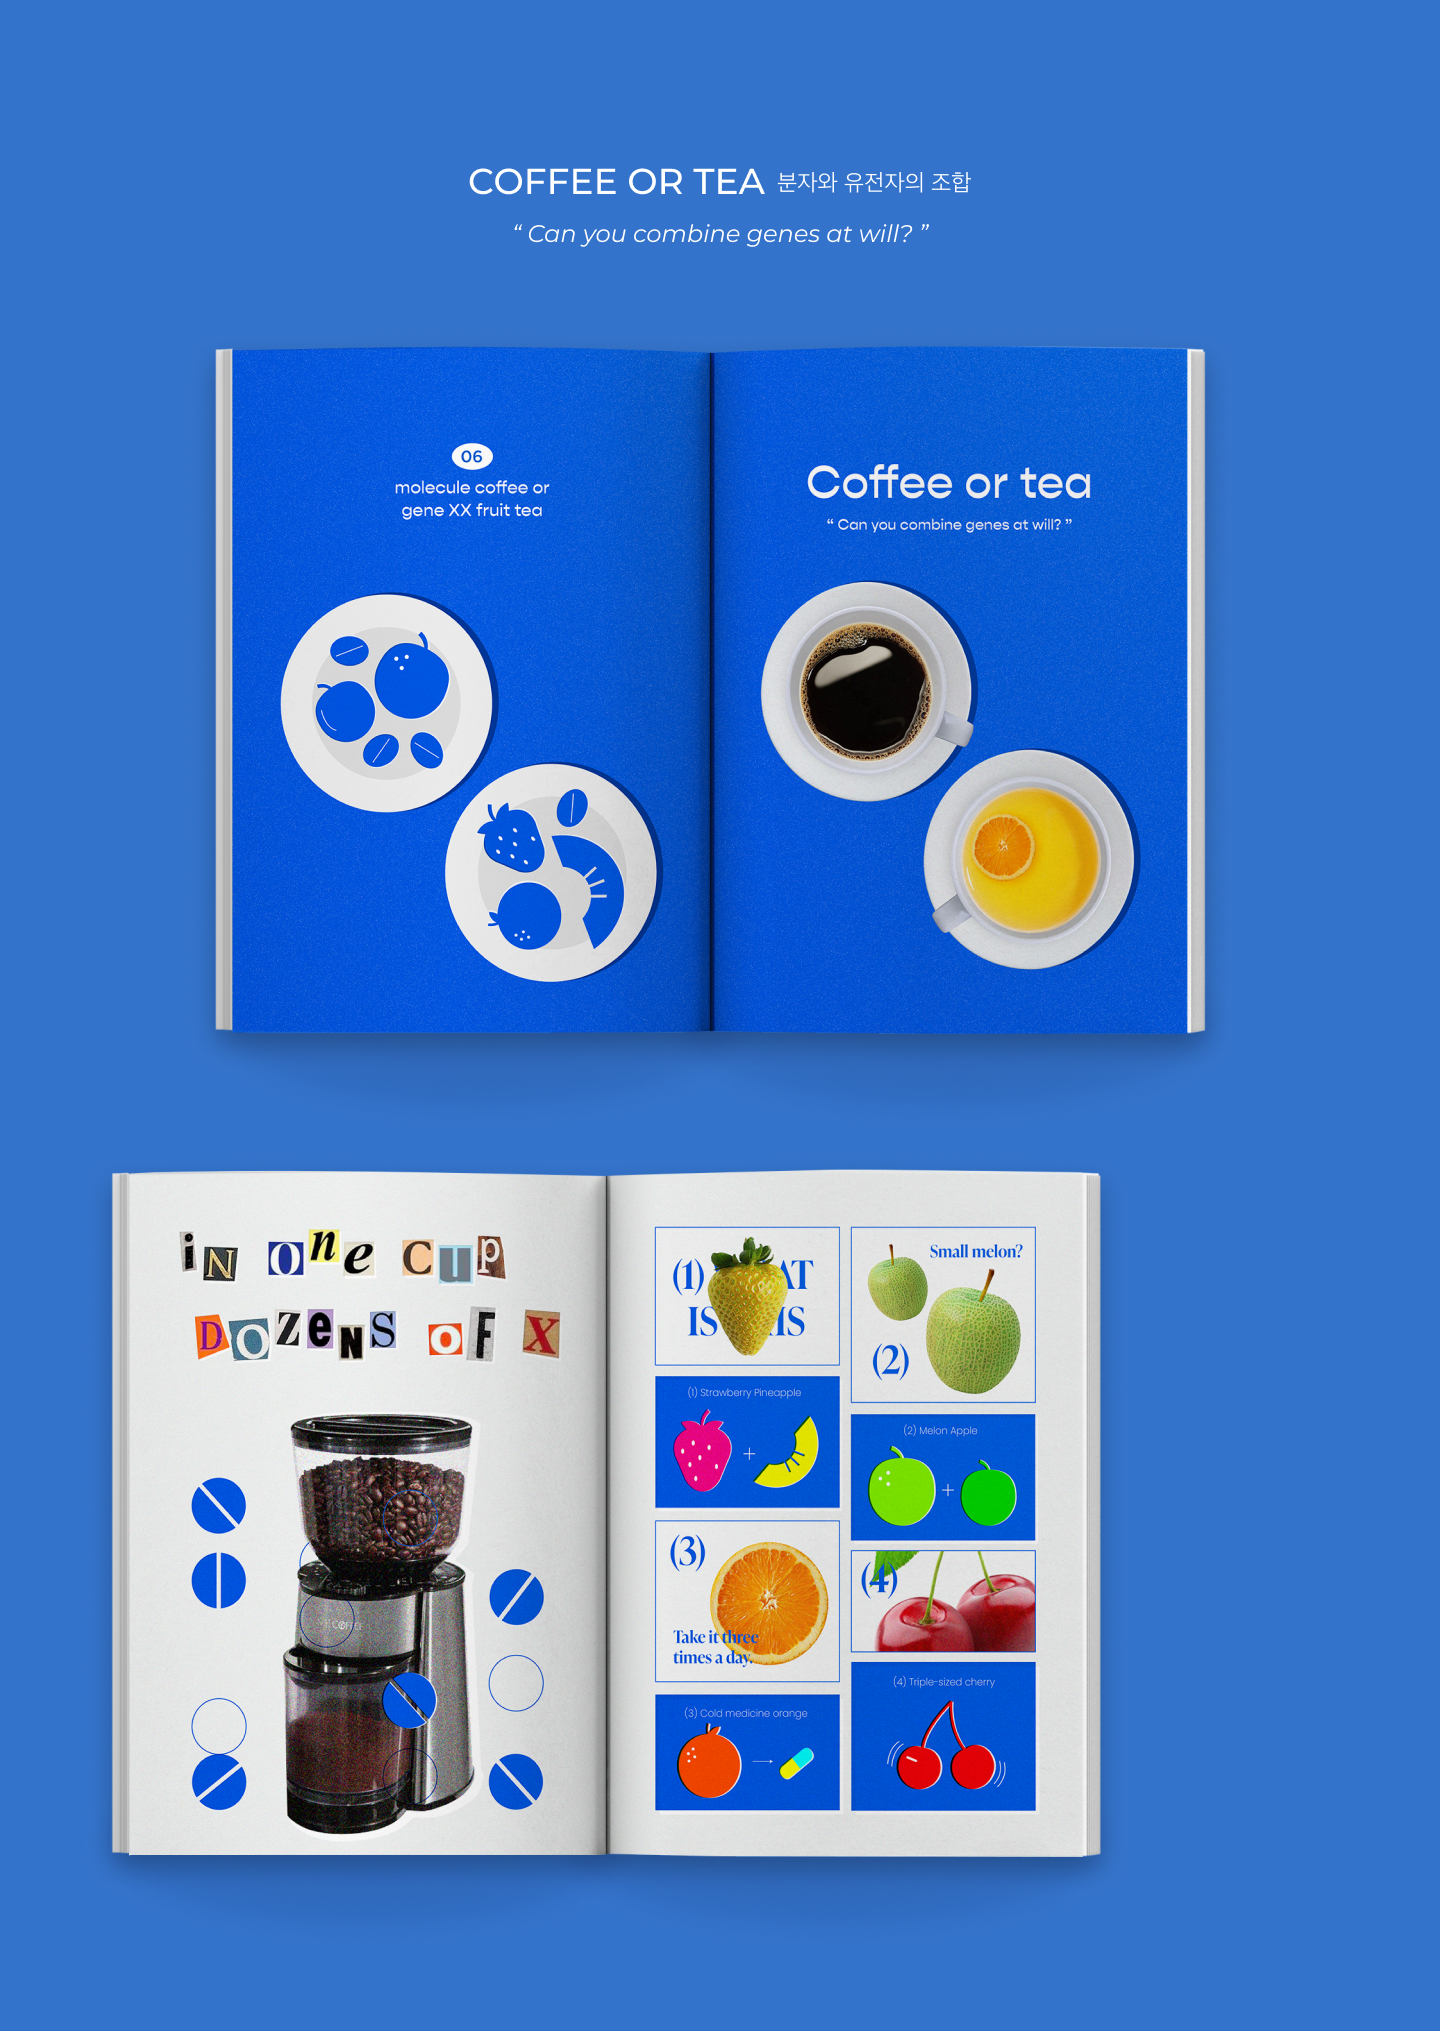 COFFEE OR TEA 분자와 유전자의 조합
“ Can you combine genes at will? ”
06
molecule coffee or
gene XX fruit tea
Coffee or tea
“ Can you combine genes at will? ”
iN One cup
DOZENS OF X
(1) AT
IS IS
Small melon?
(2)
(1) Strawberry Pineapple
+
(2) Melon Apple
+
(3)
Take it three
times a day.
(4)
(3) Cold medicine orange
(4) Triple-sized cherry